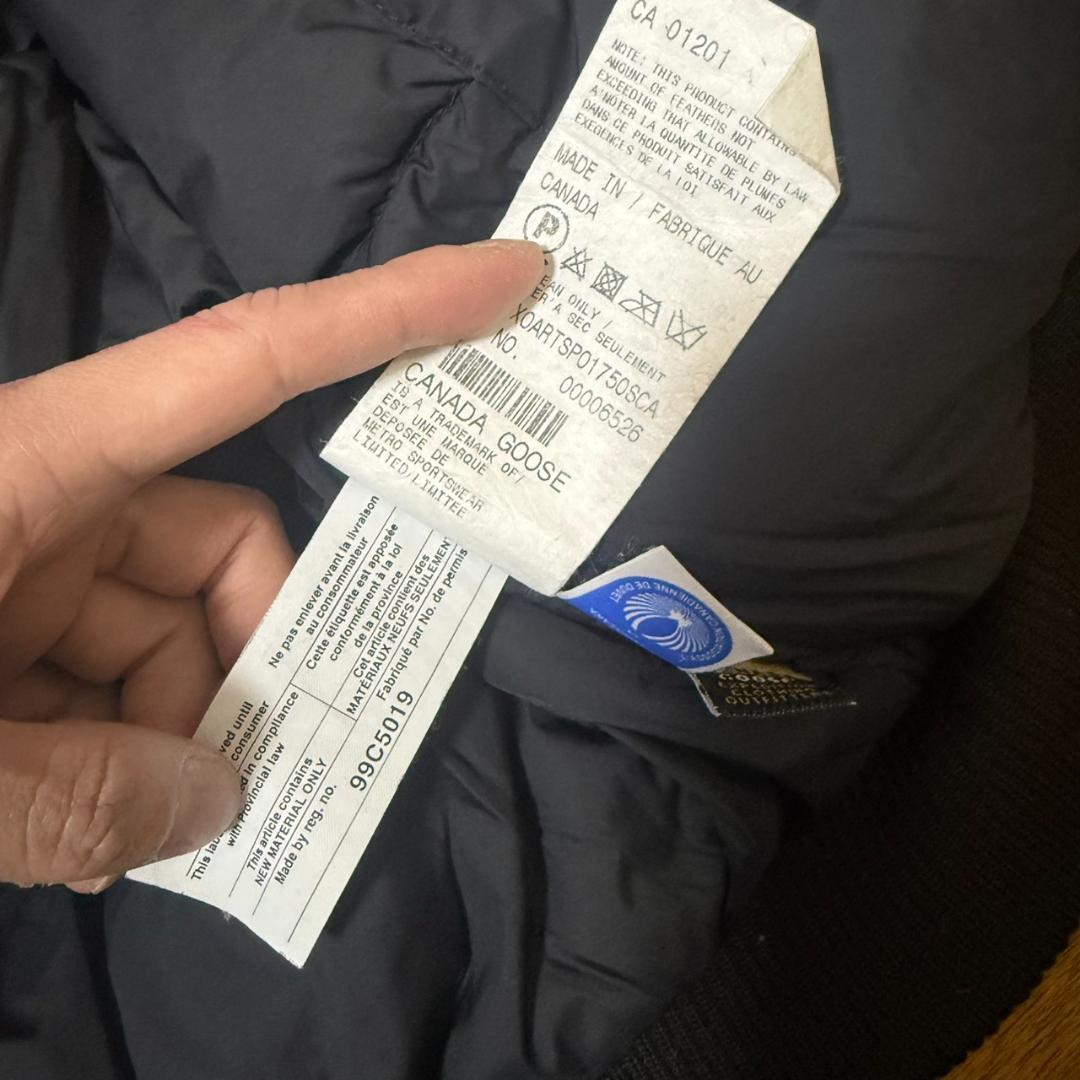 CA 01201
NOTE: THIS PRODUCT CONTAINS
AMOUNT OF FEATHERS NOT
EXCEEDING THAT ALLOWABLE BY LAW
A'NOTER LA QUANTITE DE PLUMES
DANS CE PRODUIT SATISFAIT AUX
EXEGENCES DE LA LOI
MADE IN / FABRIQUE AU
CANADA
P
ONLY /
A SEC SEULEMENT
XOARTSP01750SCA
NO. 00006526
CANADA GOOSE
IS A TRADEMARK OF/
EST UNE MARQUE
DEPOSEE DE
METRO SPORTSWEAR
LIMITED/LIMITEE
Ne pas enlever avant la livraison
au consommateur
Cette étiquette est apposée
conformément à la loi
de la province
Cet article contient des
MATÉRIAUX NEUFS SEULEMENT
Fabriqué par No. de permis
99C5019
until
consumer
in compliance
with Provincial law
This article contains
NEW MATERIAL ONLY
Made by reg. no.